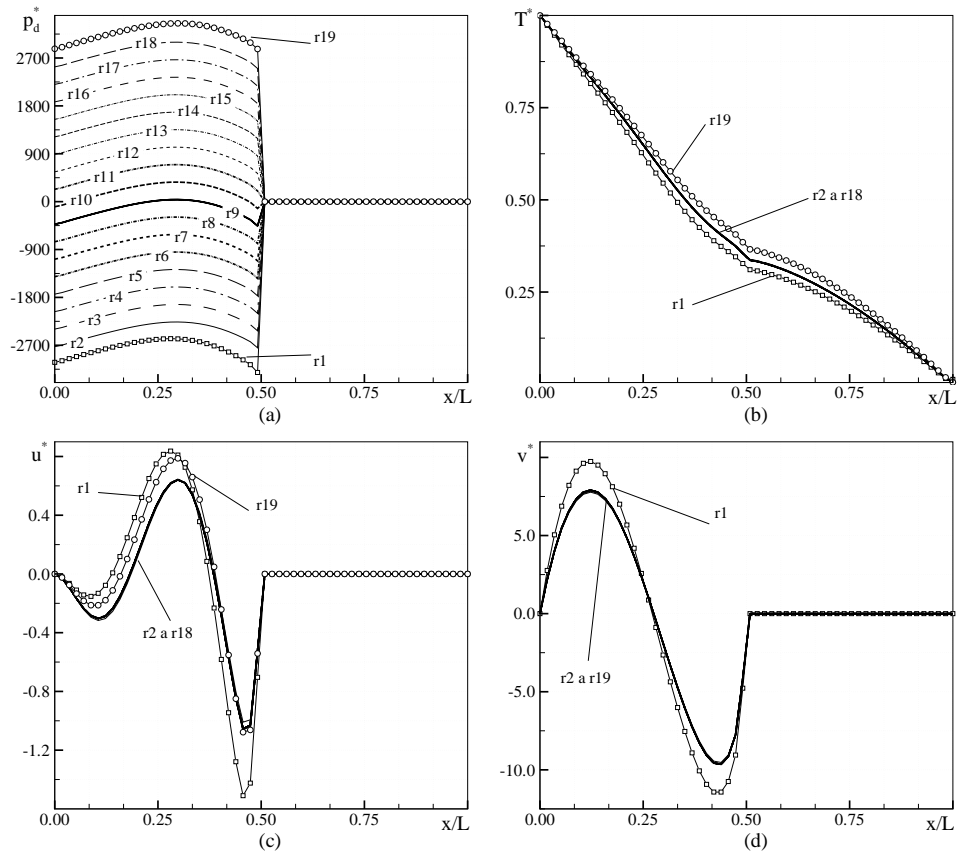 p_d^*
2700
1800
900
0
-900
-1800
-2700
r19
r18
r17
r16
r15
r14
r13
r12
r11
r10
r9
r8
r7
r6
r5
r4
r3
r2
r1
0.00 0.25 0.50 0.75
x/L
(a)
T^*
0.75
0.50
0.25
r19
r2 a r18
r1
0.00 0.25 0.50 0.75
x/L
(b)
u^*
0.4
0.0
-0.4
-0.8
-1.2
r1
r19
r2 a r18
0.00 0.25 0.50 0.75
x/L
(c)
v^*
5.0
0.0
-5.0
-10.0
r1
r2 a r19
0.00 0.25 0.50 0.75
x/L
(d)